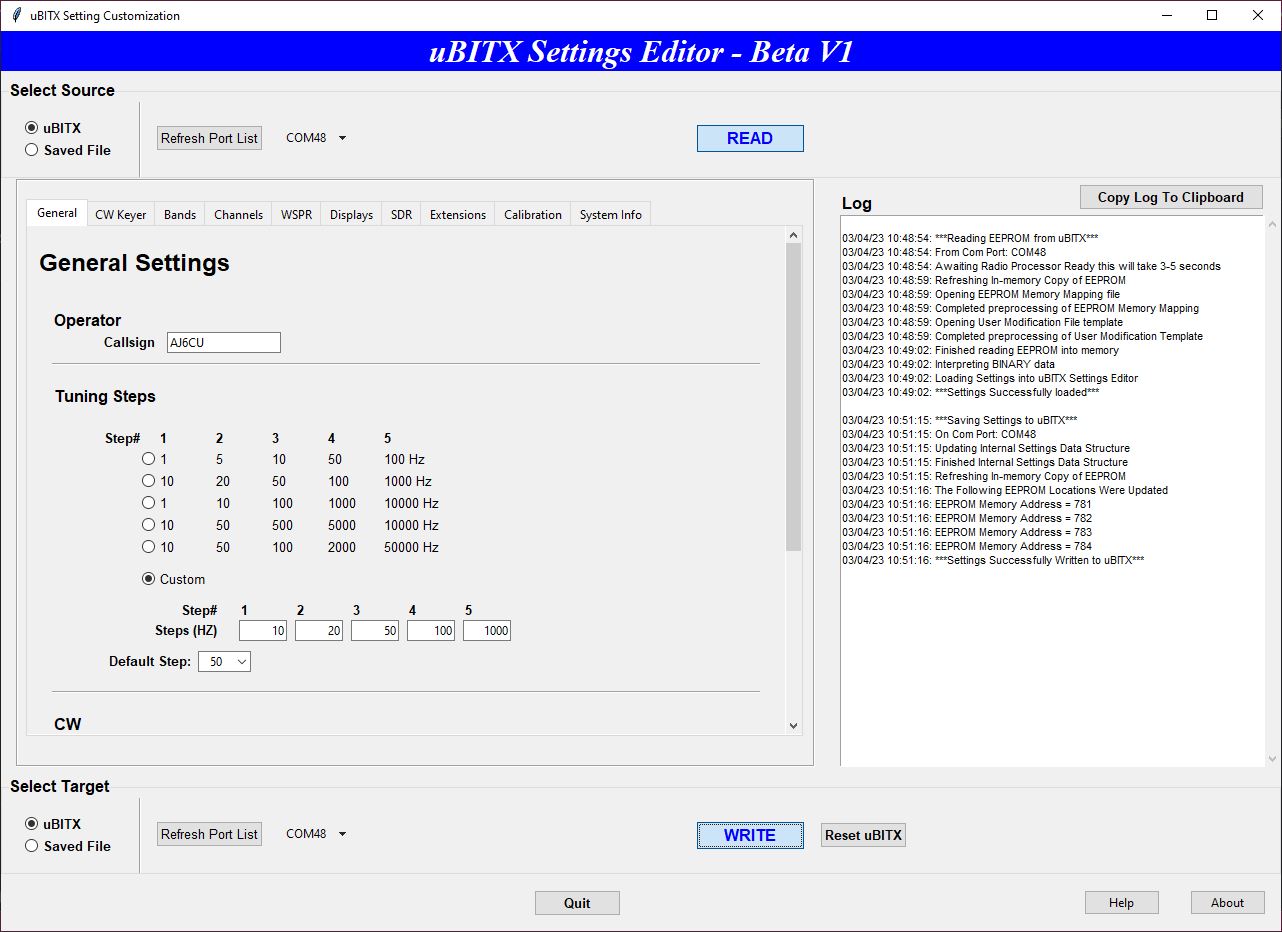 uBITX Setting Customization
uBITX Settings Editor - Beta V1
Select Source
uBITX
Saved File
Refresh Port List
COM48
READ
General
CW Keyer
Bands
Channels
WSPR
Displays
SDR
Extensions
Calibration
System Info
General Settings
Operator
Callsign AJ6CU
Tuning Steps
Step# 1 2 3 4 5
1 5 10 50 100 Hz
10 20 50 100 1000 Hz
1 10 100 1000 10000 Hz
10 50 500 5000 10000 Hz
10 50 100 2000 50000 Hz
Custom
Step# 1 2 3 4 5
Steps (HZ) 10 20 50 100 1000
Default Step: 50
CW
Log
Copy Log To Clipboard
03/04/23 10:48:54: ***Reading EEPROM from uBITX***
03/04/23 10:48:54: From Com Port: COM48
03/04/23 10:48:54: Awaiting Radio Processor Ready this will take 3-5 seconds
03/04/23 10:48:59: Refreshing In-memory Copy of EEPROM
03/04/23 10:48:59: Opening EEPROM Memory Mapping file
03/04/23 10:48:59: Completed preprocessing of EEPROM Memory Mapping
03/04/23 10:48:59: Opening User Modification File template
03/04/23 10:48:59: Completed preprocessing of User Modification Template
03/04/23 10:49:02: Finished reading EEPROM into memory
03/04/23 10:49:02: Interpreting BINARY data
03/04/23 10:49:02: Loading Settings into uBITX Settings Editor
03/04/23 10:49:02: ***Settings Successfully loaded***
03/04/23 10:51:15: ***Saving Settings to uBITX***
03/04/23 10:51:15: On Com Port: COM48
03/04/23 10:51:15: Updating Internal Settings Data Structure
03/04/23 10:51:15: Finished Internal Settings Data Structure
03/04/23 10:51:15: Refreshing In-memory Copy of EEPROM
03/04/23 10:51:16: The Following EEPROM Locations Were Updated
03/04/23 10:51:16: EEPROM Memory Address = 781
03/04/23 10:51:16: EEPROM Memory Address = 782
03/04/23 10:51:16: EEPROM Memory Address = 783
03/04/23 10:51:16: EEPROM Memory Address = 784
03/04/23 10:51:16: ***Settings Successfully Written to uBITX***
Select Target
uBITX
Saved File
Refresh Port List
COM48
WRITE
Reset uBITX
Quit
Help
About